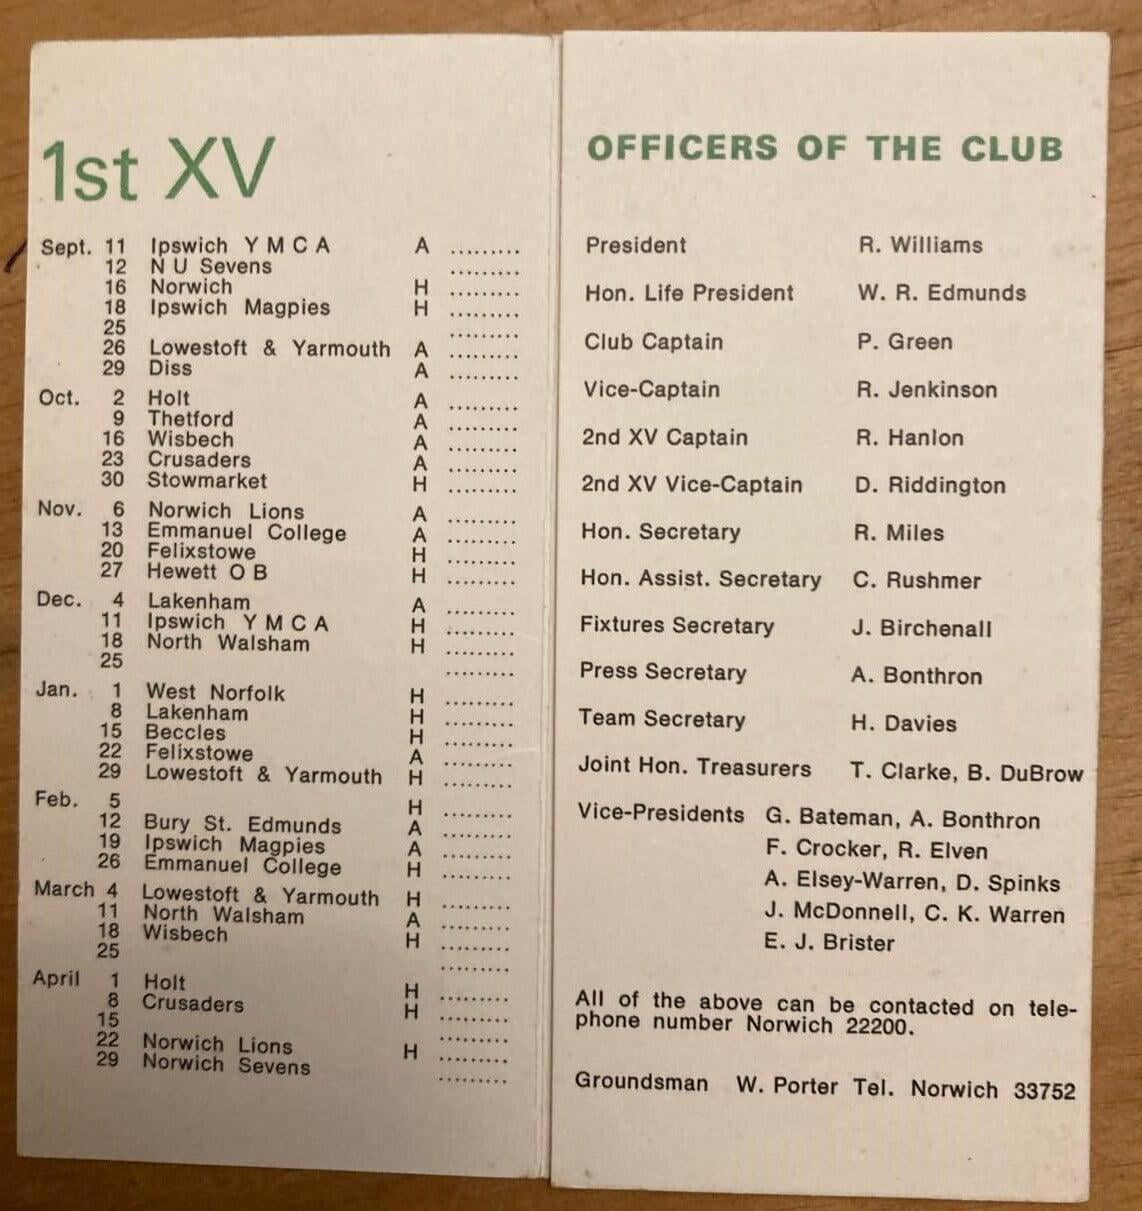 1st XV
Sept. 11 Ipswich Y M C A A .........
12 N U Sevens .........
16 Norwich H .........
18 Ipswich Magpies H .........
25 .........
26 Lowestoft & Yarmouth A .........
29 Diss A .........
Oct. 2 Holt A .........
9 Thetford A .........
16 Wisbech A .........
23 Crusaders A .........
30 Stowmarket H .........
Nov. 6 Norwich Lions A .........
13 Emmanuel College A .........
20 Felixstowe H .........
27 Hewett O B H .........
Dec. 4 Lakenham A .........
11 Ipswich Y M C A H .........
18 North Walsham H .........
25 .........
Jan. 1 West Norfolk H .........
8 Lakenham H .........
15 Beccles H .........
22 Felixstowe A .........
29 Lowestoft & Yarmouth H .........
Feb. 5 H .........
12 Bury St. Edmunds A .........
19 Ipswich Magpies A .........
26 Emmanuel College H .........
March 4 Lowestoft & Yarmouth H .........
11 North Walsham A .........
18 Wisbech H .........
25 .........
April 1 Holt H .........
8 Crusaders H .........
15 .........
22 Norwich Lions H .........
29 Norwich Sevens .........
OFFICERS OF THE CLUB
President R. Williams
Hon. Life President W. R. Edmunds
Club Captain P. Green
Vice-Captain R. Jenkinson
2nd XV Captain R. Hanlon
2nd XV Vice-Captain D. Riddington
Hon. Secretary R. Miles
Hon. Assist. Secretary C. Rushmer
Fixtures Secretary J. Birchenall
Press Secretary A. Bonthron
Team Secretary H. Davies
Joint Hon. Treasurers T. Clarke, B. DuBrow
Vice-Presidents G. Bateman, A. Bonthron
F. Crocker, R. Elven
A. Elsey-Warren, D. Spinks
J. McDonnell, C. K. Warren
E. J. Brister
All of the above can be contacted on tele-
phone number Norwich 22200.
Groundsman W. Porter Tel. Norwich 33752